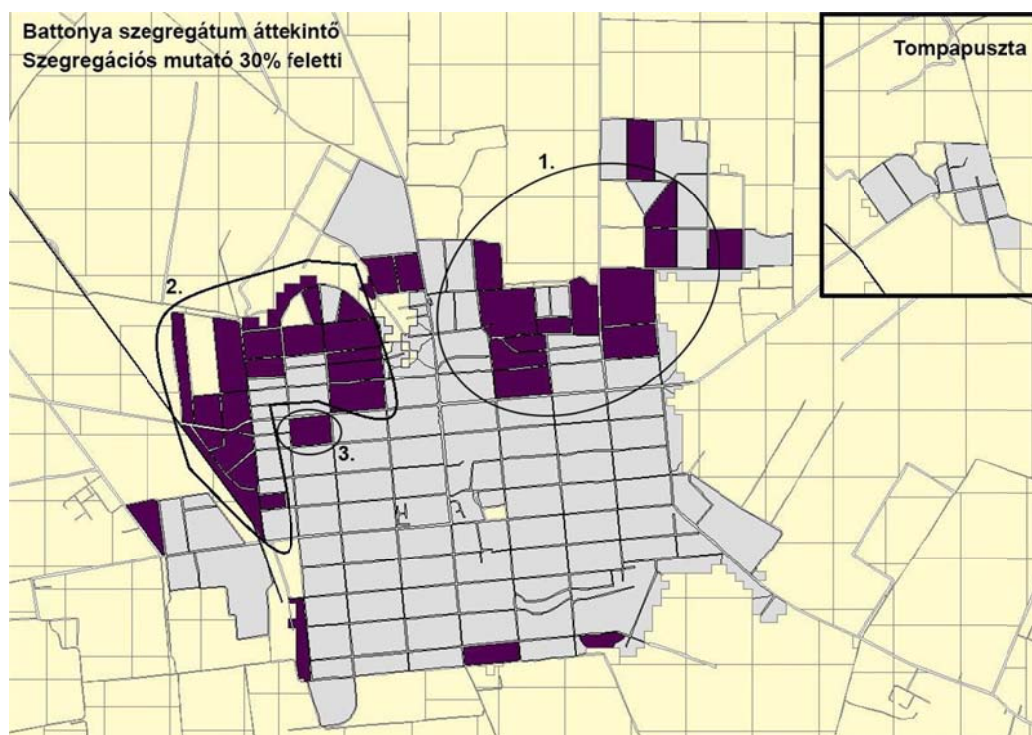 Battonya szegregátum áttekintő
Szegregációs mutató 30% feletti
Tompapuszta
1.
2.
3.